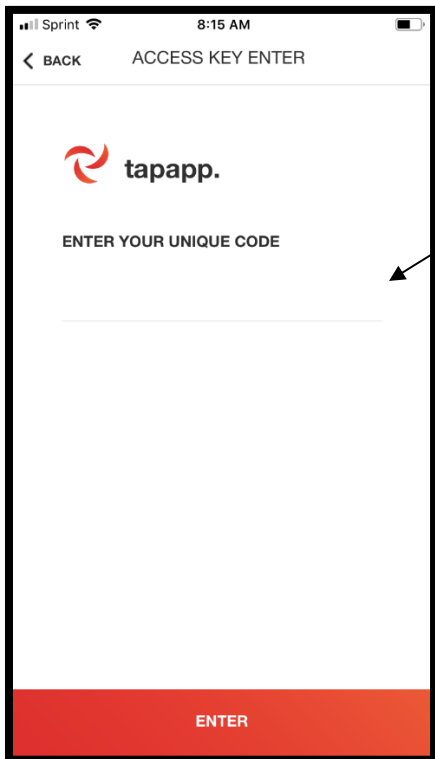 Sprint 8:15 AM
BACK ACCESS KEY ENTER
tapapp.
ENTER YOUR UNIQUE CODE
ENTER